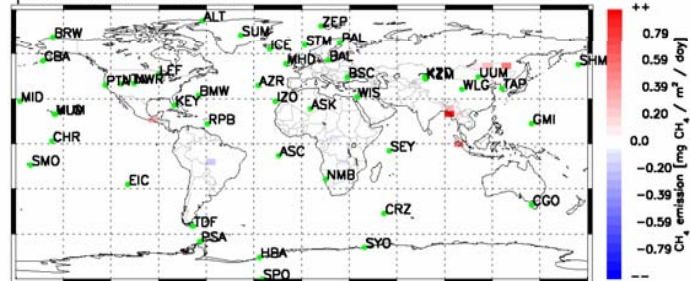 ALT
ZEP
BRW
SUM
ICE
STM
PAL
CBA
MHD
BAL
SHM
LEF
PTA
NWR
AZR
BSC
KZD
UUM
WLG
TAP
MID
BMW
KEY
IZO
WIS
ASK
RPB
GMI
CHR
ASC
SEY
SMO
EIC
NMB
CRZ
CGO
TDF
PSA
HBA
SYO
SPO
++
0.79
0.59
0.39
0.20
0.0
-0.20
-0.39
-0.59
-0.79
--
CH4 emission [mg CH4 / m2 / day]